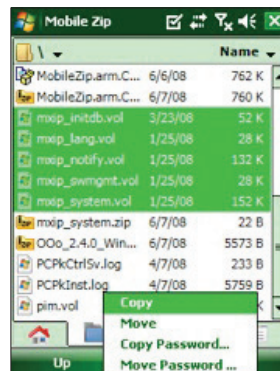 Mobile Zip
\
Name
MobileZip.arm.C... 6/6/08 762 K
MobileZip.arm.C... 6/7/08 760 K
mxip_initdb.vol 3/23/08 52 K
mxip_lang.vol 1/25/08 28 K
mxip_notify.vol 1/25/08 132 K
mxip_swmgmt.vol 1/25/08 28 K
mxip_system.vol 1/25/08 152 K
mxip_system.zip 6/7/08 22 B
OOo_2.4.0_Win... 6/7/08 5573 B
PCPkCtrlSv.log 4/7/08 233 B
PCPkInst.log 4/7/08 5759 B
pim.vol K
Copy
Move
Copy Password...
Move Password ...
Up